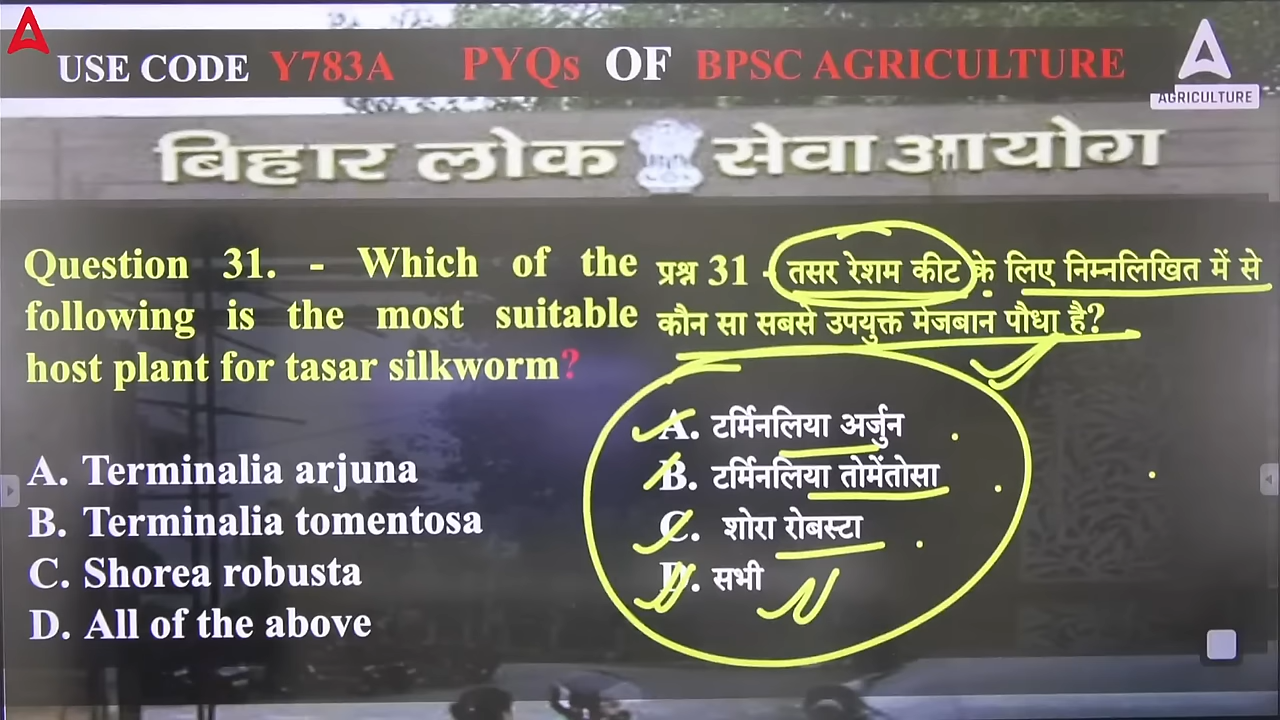 USE CODE Y783A PYQs OF BPSC AGRICULTURE
AGRICULTURE
बिहार लोक सेवा आयोग
Question 31. - Which of the
following is the most suitable
host plant for tasar silkworm?
A. Terminalia arjuna
B. Terminalia tomentosa
C. Shorea robusta
D. All of the above
प्रश्न 31 - तसर रेशम कीट के लिए निम्नलिखित में से
कौन सा सबसे उपयुक्त मेजबान पौधा है?
A. टर्मिनलिया अर्जुन
B. टर्मिनलिया तोमेंतोसा
C. शोरा रोबस्टा
D. सभी